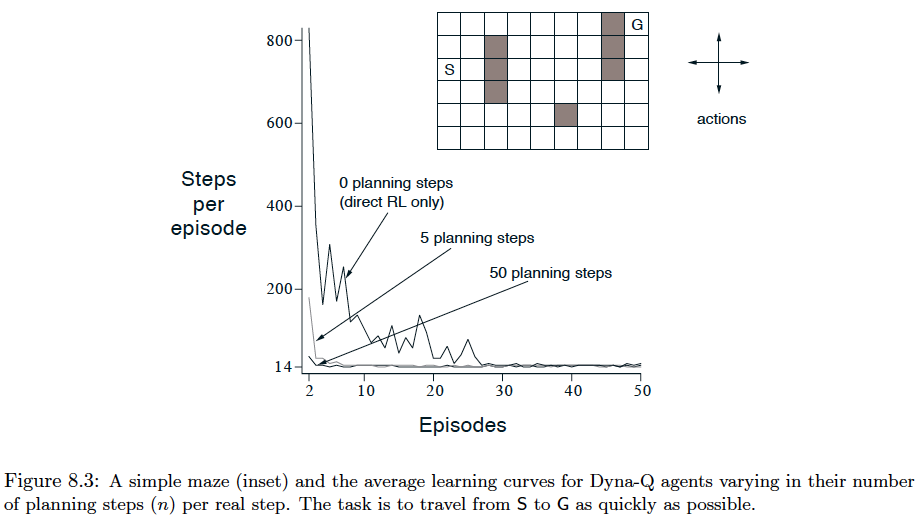 G
S
actions
800
600
400
200
14
Steps
per
episode
0 planning steps
(direct RL only)
5 planning steps
50 planning steps
2 10 20 30 40 50
Episodes
Figure 8.3: A simple maze (inset) and the average learning curves for Dyna-Q agents varying in their number
of planning steps (n) per real step. The task is to travel from S to G as quickly as possible.